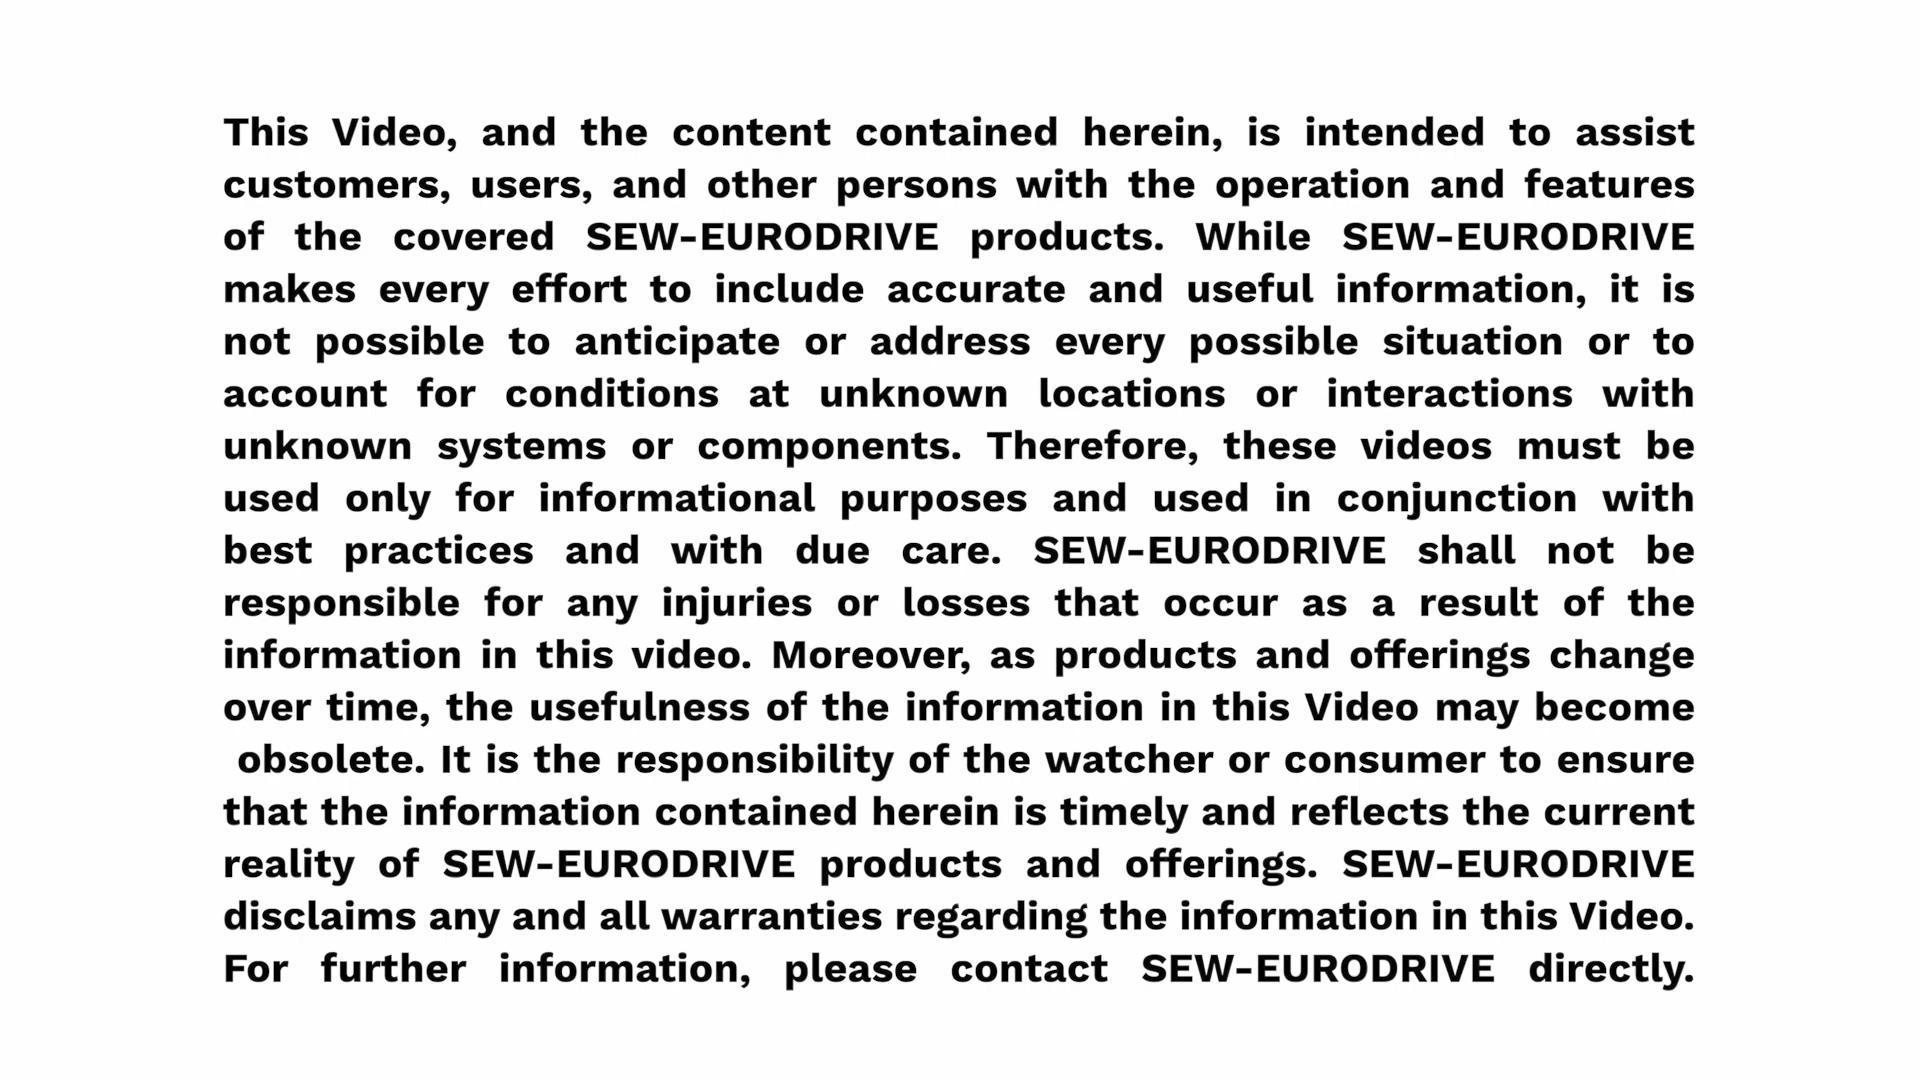 This Video, and the content contained herein, is intended to assist
customers, users, and other persons with the operation and features
of the covered SEW-EURODRIVE products. While SEW-EURODRIVE
makes every effort to include accurate and useful information, it is
not possible to anticipate or address every possible situation or to
account for conditions at unknown locations or interactions with
unknown systems or components. Therefore, these videos must be
used only for informational purposes and used in conjunction with
best practices and with due care. SEW-EURODRIVE shall not be
responsible for any injuries or losses that occur as a result of the
information in this video. Moreover, as products and offerings change
over time, the usefulness of the information in this Video may become
obsolete. It is the responsibility of the watcher or consumer to ensure
that the information contained herein is timely and reflects the current
reality of SEW-EURODRIVE products and offerings. SEW-EURODRIVE
disclaims any and all warranties regarding the information in this Video.
For further information, please contact SEW-EURODRIVE directly.